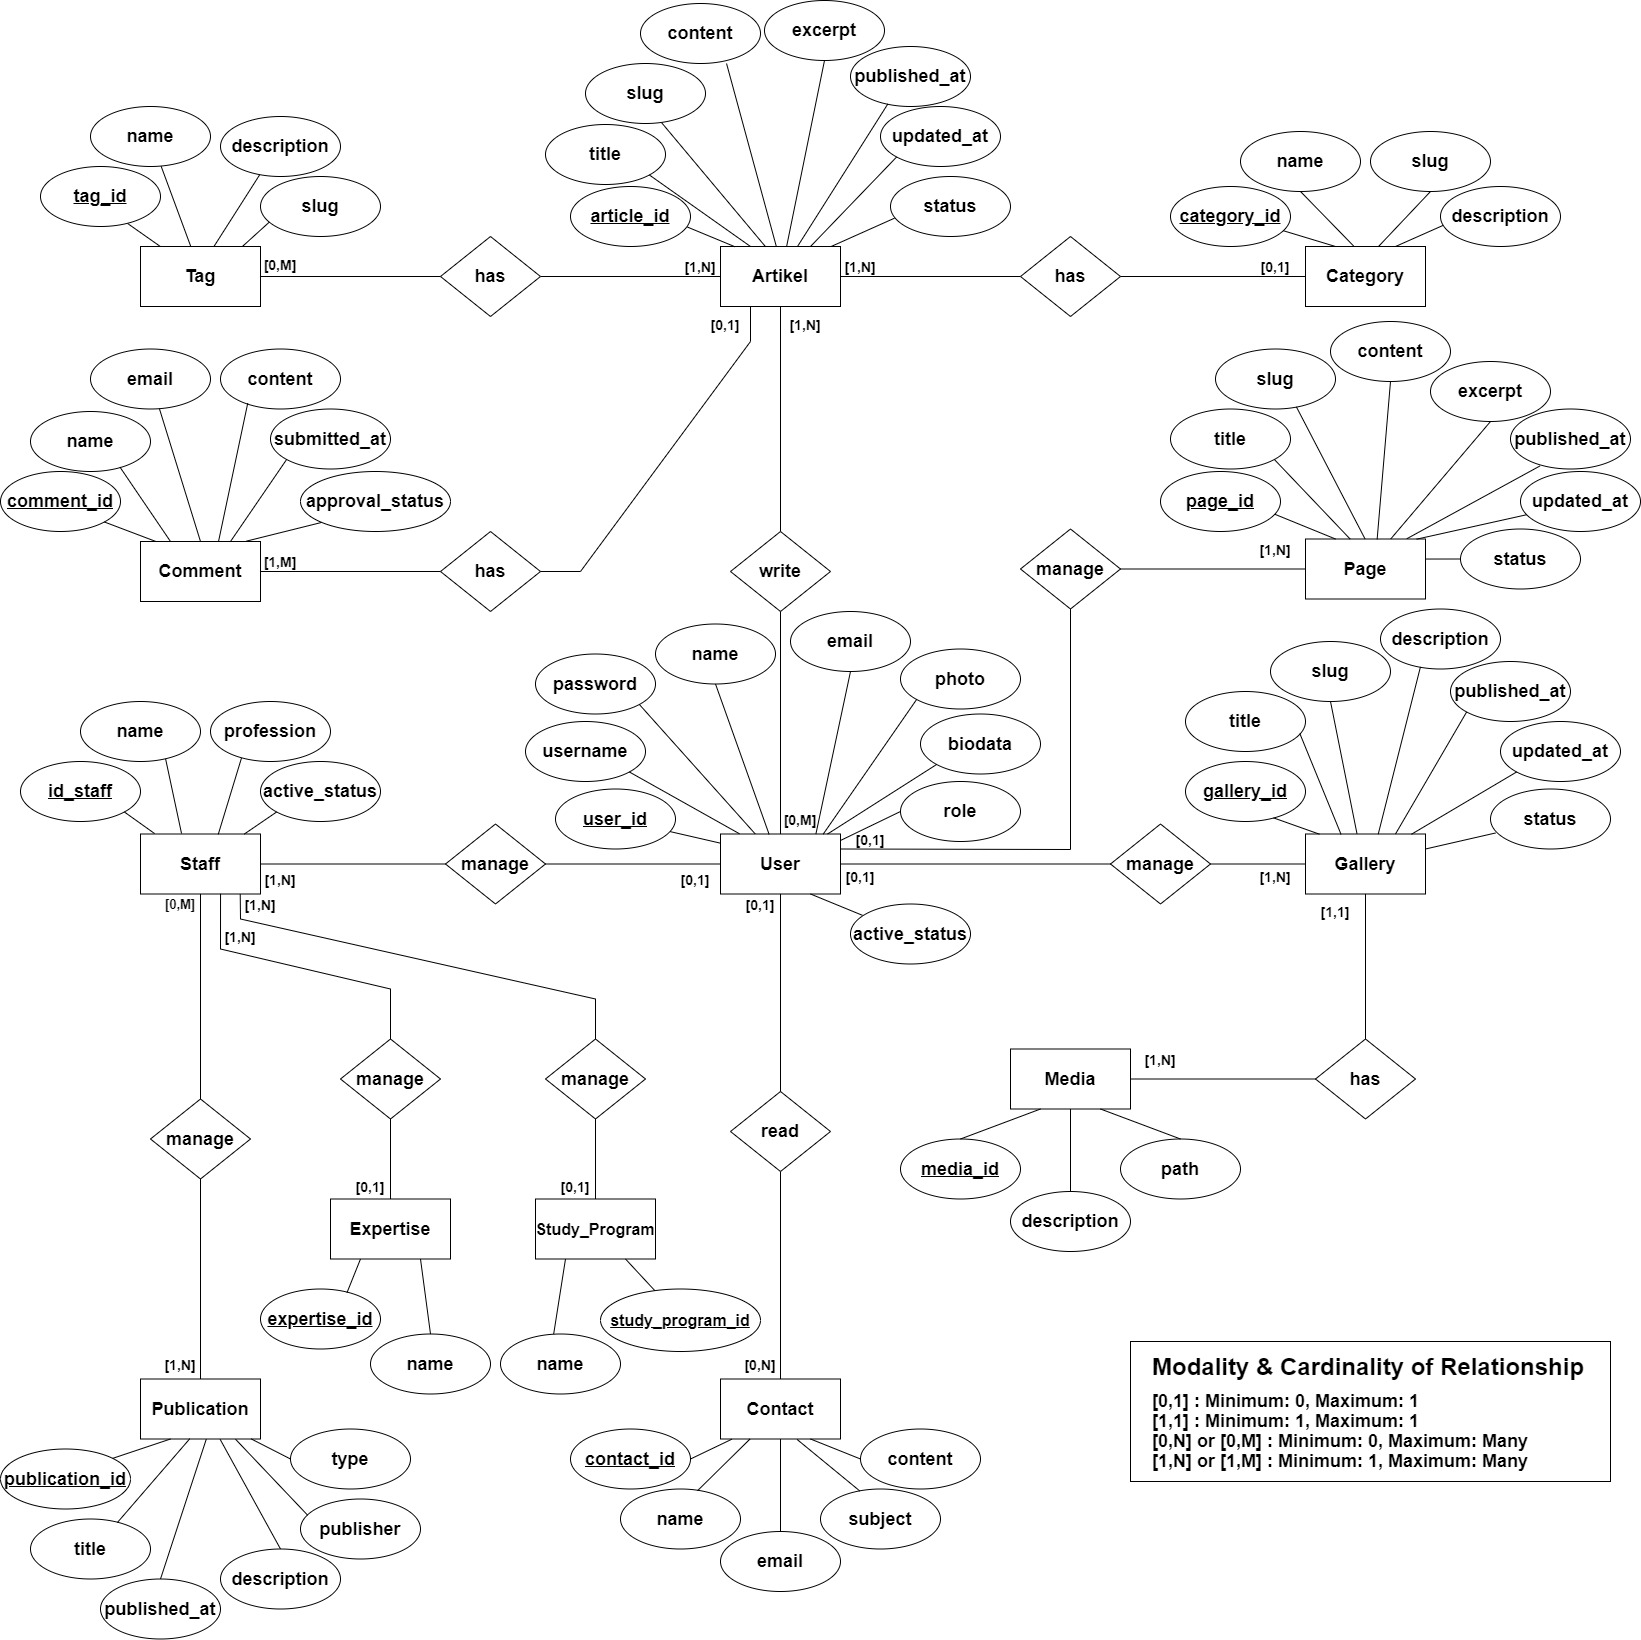 content
excerpt
slug
published_at
name
description
title
updated_at
tag_id
slug
article_id
status
Tag
[0,M]
has
[1,N]
Artikel
[1,N]
has
[0,1]
Category
name
slug
category_id
description
[0,1]
[1,N]
email
content
name
submitted_at
comment_id
approval_status
Comment
[1,M]
has
write
content
slug
excerpt
title
published_at
page_id
updated_at
status
manage
[1,N]
Page
name
email
password
photo
username
biodata
user_id
role
[0,M]
[0,1]
description
slug
published_at
title
updated_at
gallery_id
status
name
profession
id_staff
active_status
Staff
[1,N]
manage
[0,1]
User
[0,1]
manage
[1,N]
Gallery
[0,M]
[1,N]
[1,N]
[0,1]
active_status
[1,1]
manage
manage
manage
read
Media
[1,N]
has
media_id
path
description
[0,1]
[0,1]
Expertise
Study_Program
expertise_id
study_program_id
name
name
[1,N]
Publication
publication_id
type
title
publisher
description
published_at
[0,N]
Contact
contact_id
content
name
subject
email
Modality & Cardinality of Relationship
[0,1] : Minimum: 0, Maximum: 1
[1,1] : Minimum: 1, Maximum: 1
[0,N] or [0,M] : Minimum: 0, Maximum: Many
[1,N] or [1,M] : Minimum: 1, Maximum: Many